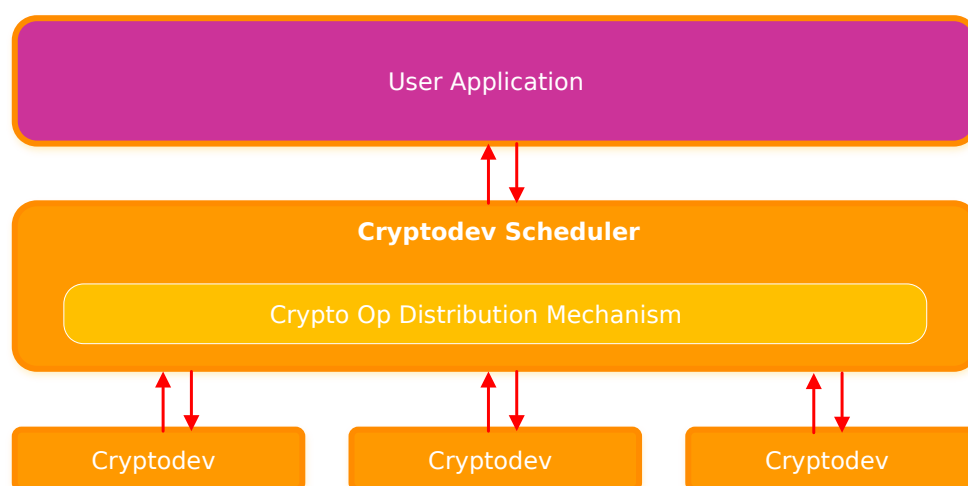 User Application
Cryptodev Scheduler
Crypto Op Distribution Mechanism
Cryptodev
Cryptodev
Cryptodev